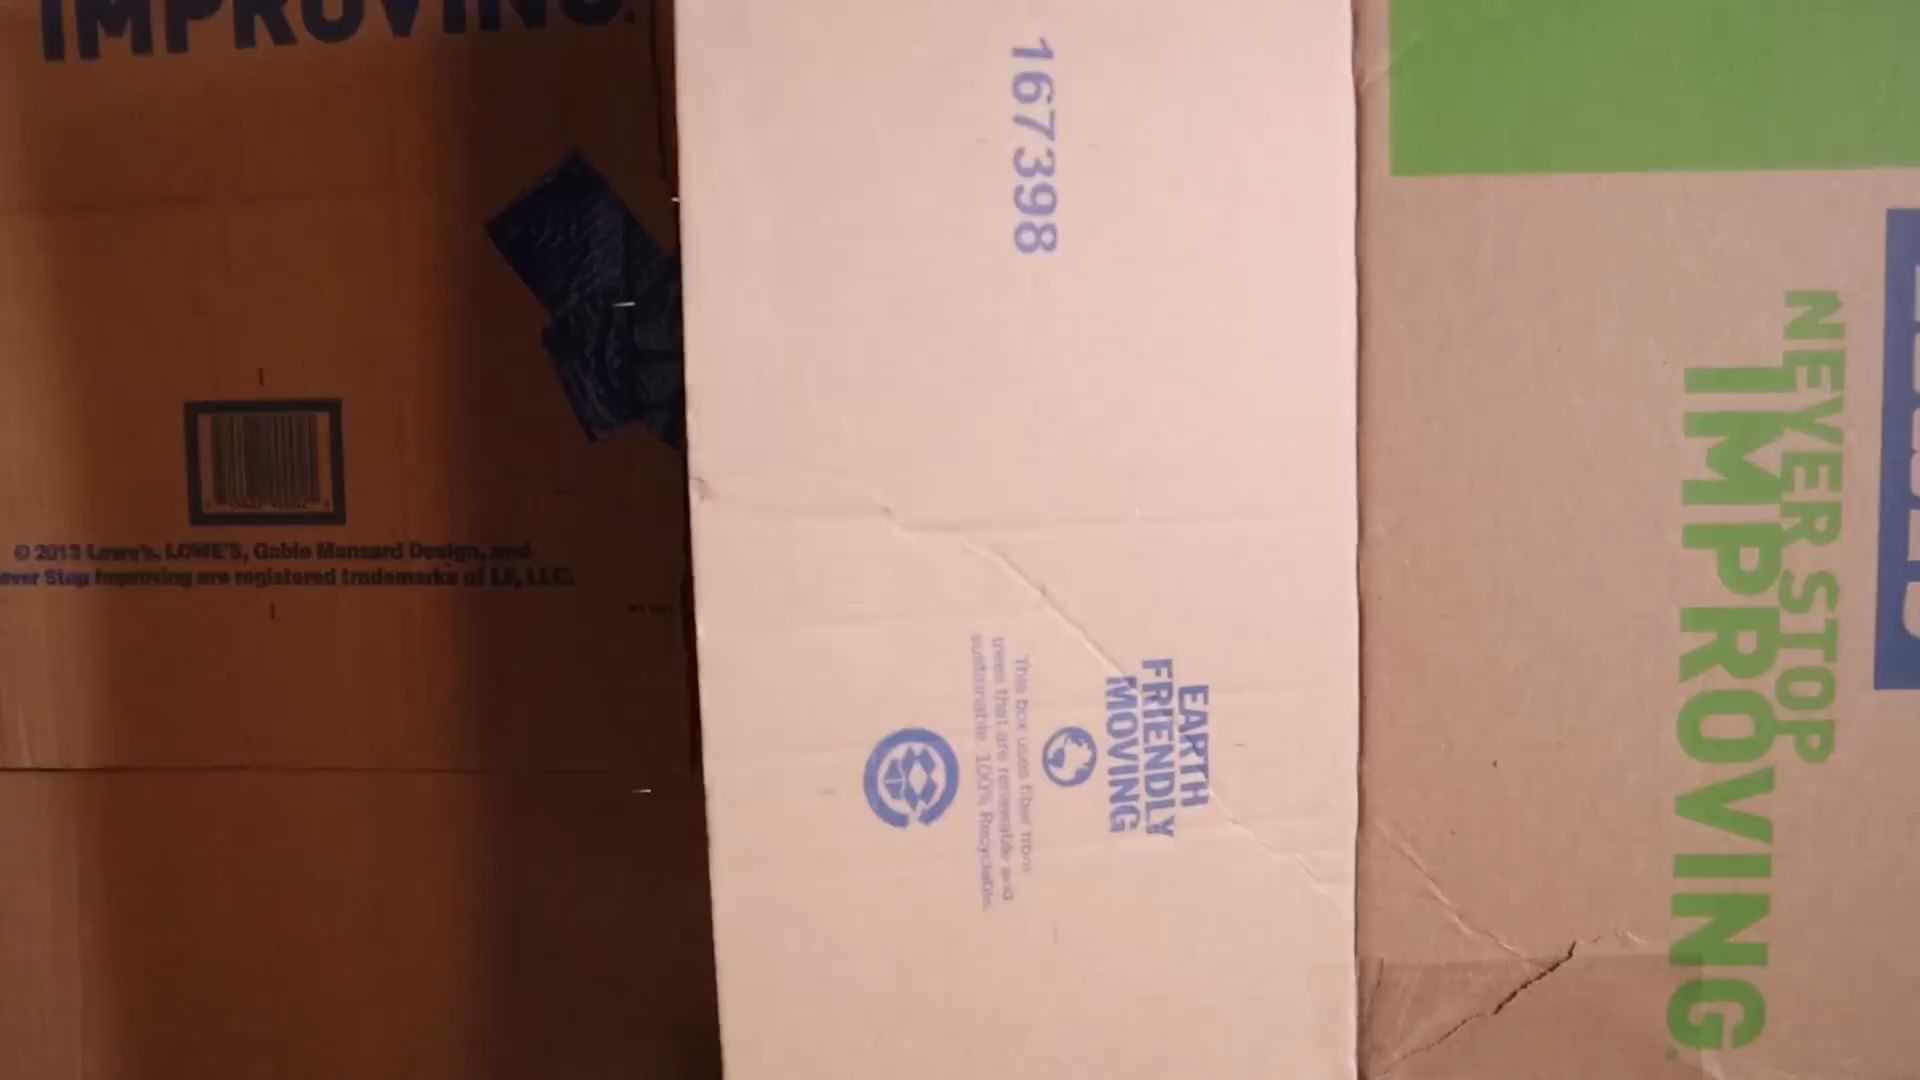 IMPROVING.
© 2013 Lowe's, LOWE'S, Gable Mansard Design, and
ever Stop Improving are registered trademarks of LF, LLC.
167398
EARTH
FRIENDLY
MOVING
This box uses fiber from
trees that are renewable and
sustainable. 100% Recyclable.
NEVER STOP
IMPROVING.